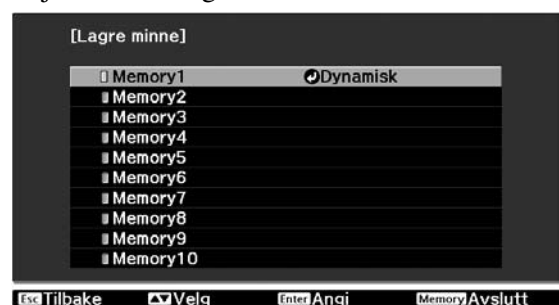 [Lagre minne]
Memory1 Dynamisk
Memory2
Memory3
Memory4
Memory5
Memory6
Memory7
Memory8
Memory9
Memory10
Esc Tilbake Velg Enter Angi Memory Avslutt